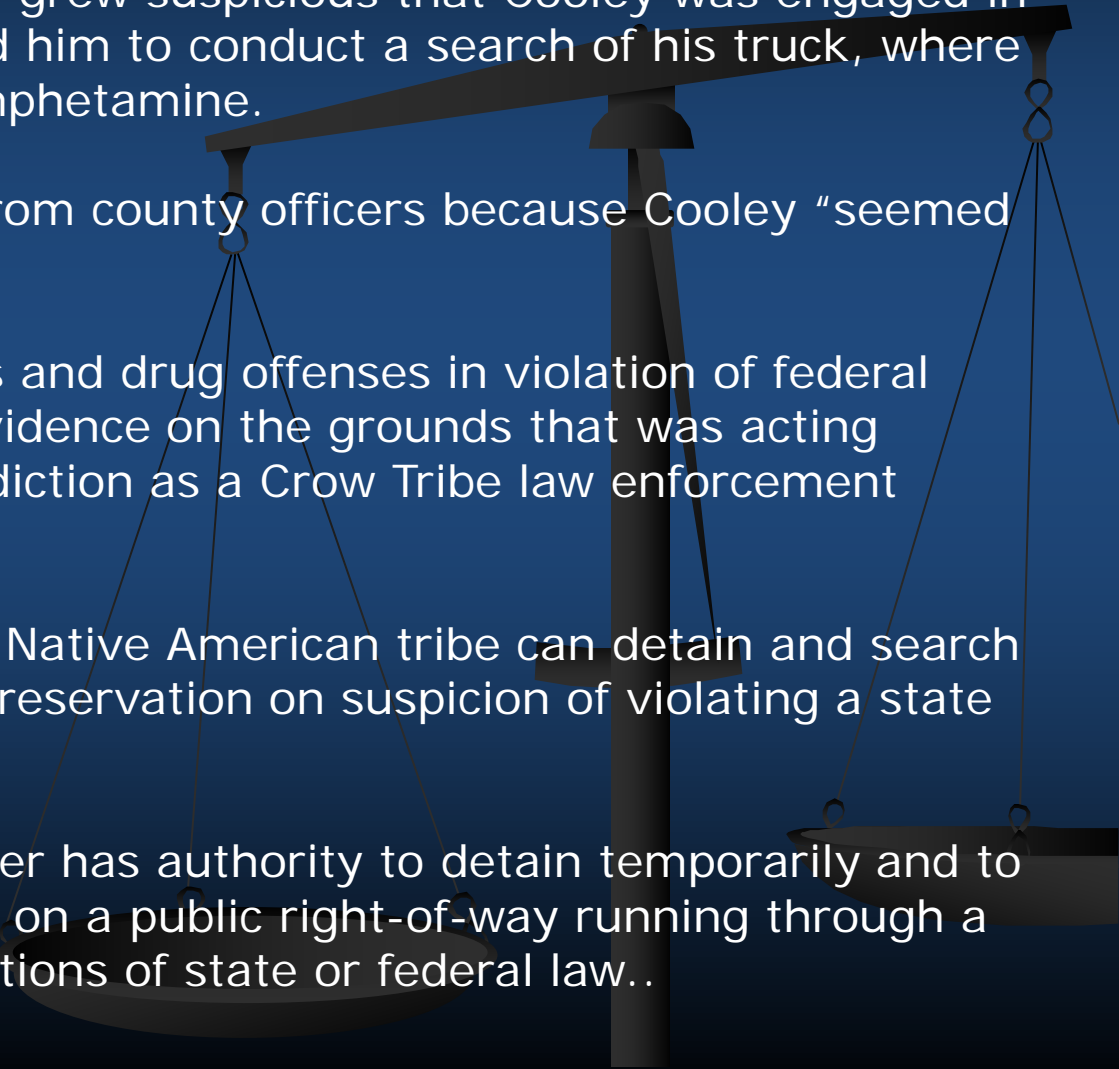 grew suspicious that Cooley was engaged in
him to conduct a search of his truck, where
mphetamine.
rom county officers because Cooley “seemed
s and drug offenses in violation of federal
vidence on the grounds that was acting
diction as a Crow Tribe law enforcement
Native American tribe can detain and search
reservation on suspicion of violating a state
er has authority to detain temporarily and to
on a public right-of-way running through a
tions of state or federal law..